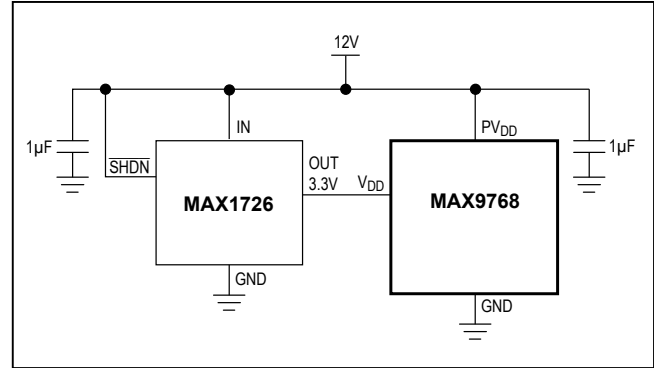 12V
1µF
SHDN
IN
MAX1726
OUT
3.3V
GND
VDD
PVDD
MAX9768
GND
1µF